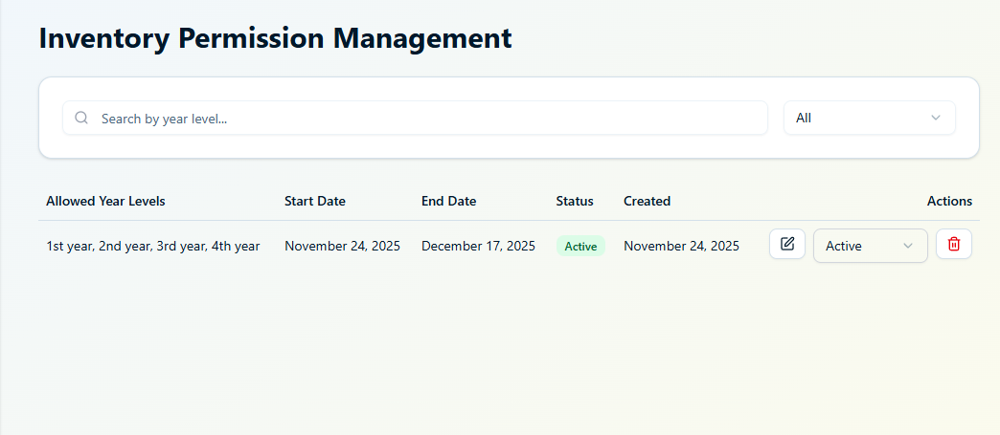 Inventory Permission Management
Search by year level...
All
Allowed Year Levels Start Date End Date Status Created Actions
1st year, 2nd year, 3rd year, 4th year November 24, 2025 December 17, 2025 Active November 24, 2025 Active